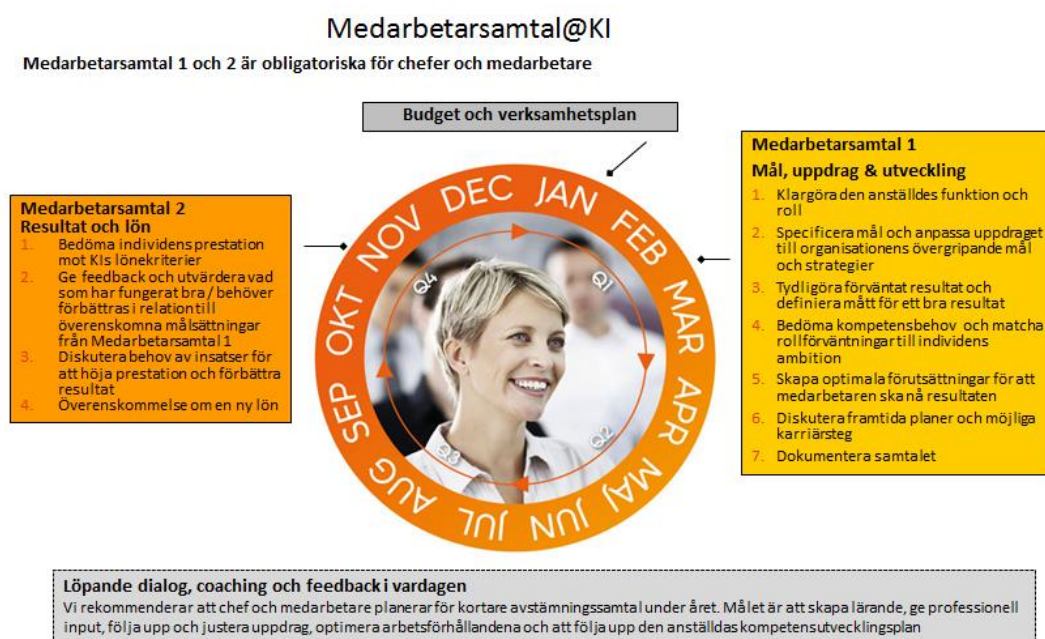 Medarbetarsamtal@KI
Medarbetarsamtal 1 och 2 är obligatoriska för chefer och medarbetare
Budget och verksamhetsplan
Medarbetarsamtal 2
Resultat och lön
1. Bedöma individens prestation
mot KIs lönekriterier
2. Ge feedback och utvärdera vad
som har fungerat bra / behöver
förbättras i relation till
överenskomna målsättningar
från Medarbetarsamtal 1
3. Diskutera behov av insatser för
att höja prestation och förbättra
resultat
4. Överenskommelse om en ny lön
JAN
FEB
MAR
APR
MAJ
JUN
JUL
AUG
SEP
OKT
NOV
DEC
Q1
Q2
Q3
Q4
Medarbetarsamtal 1
Mål, uppdrag & utveckling
1. Klargöra den anställdes funktion och
roll
2. Specificera mål och anpassa uppdraget
till organisationens övergripande mål
och strategier
3. Tydligöra förväntat resultat och
definiera mått för ett bra resultat
4. Bedöma kompetensbehov och matcha
rollförväntningar till individens
ambition
5. Skapa optimala förutsättningar för att
medarbetaren ska nå resultaten
6. Diskutera framtida planer och möjliga
karriärsteg
7. Dokumentera samtalet
Löpande dialog, coaching och feedback i vardagen
Vi rekommenderar att chef och medarbetare planerar för kortare avstämningssamtal under året. Målet är att skapa lärande, ge professionell
input, följa upp och justera uppdrag, optimera arbetsförhållandena och att följa upp den anställdas kompetensutvecklingsplan